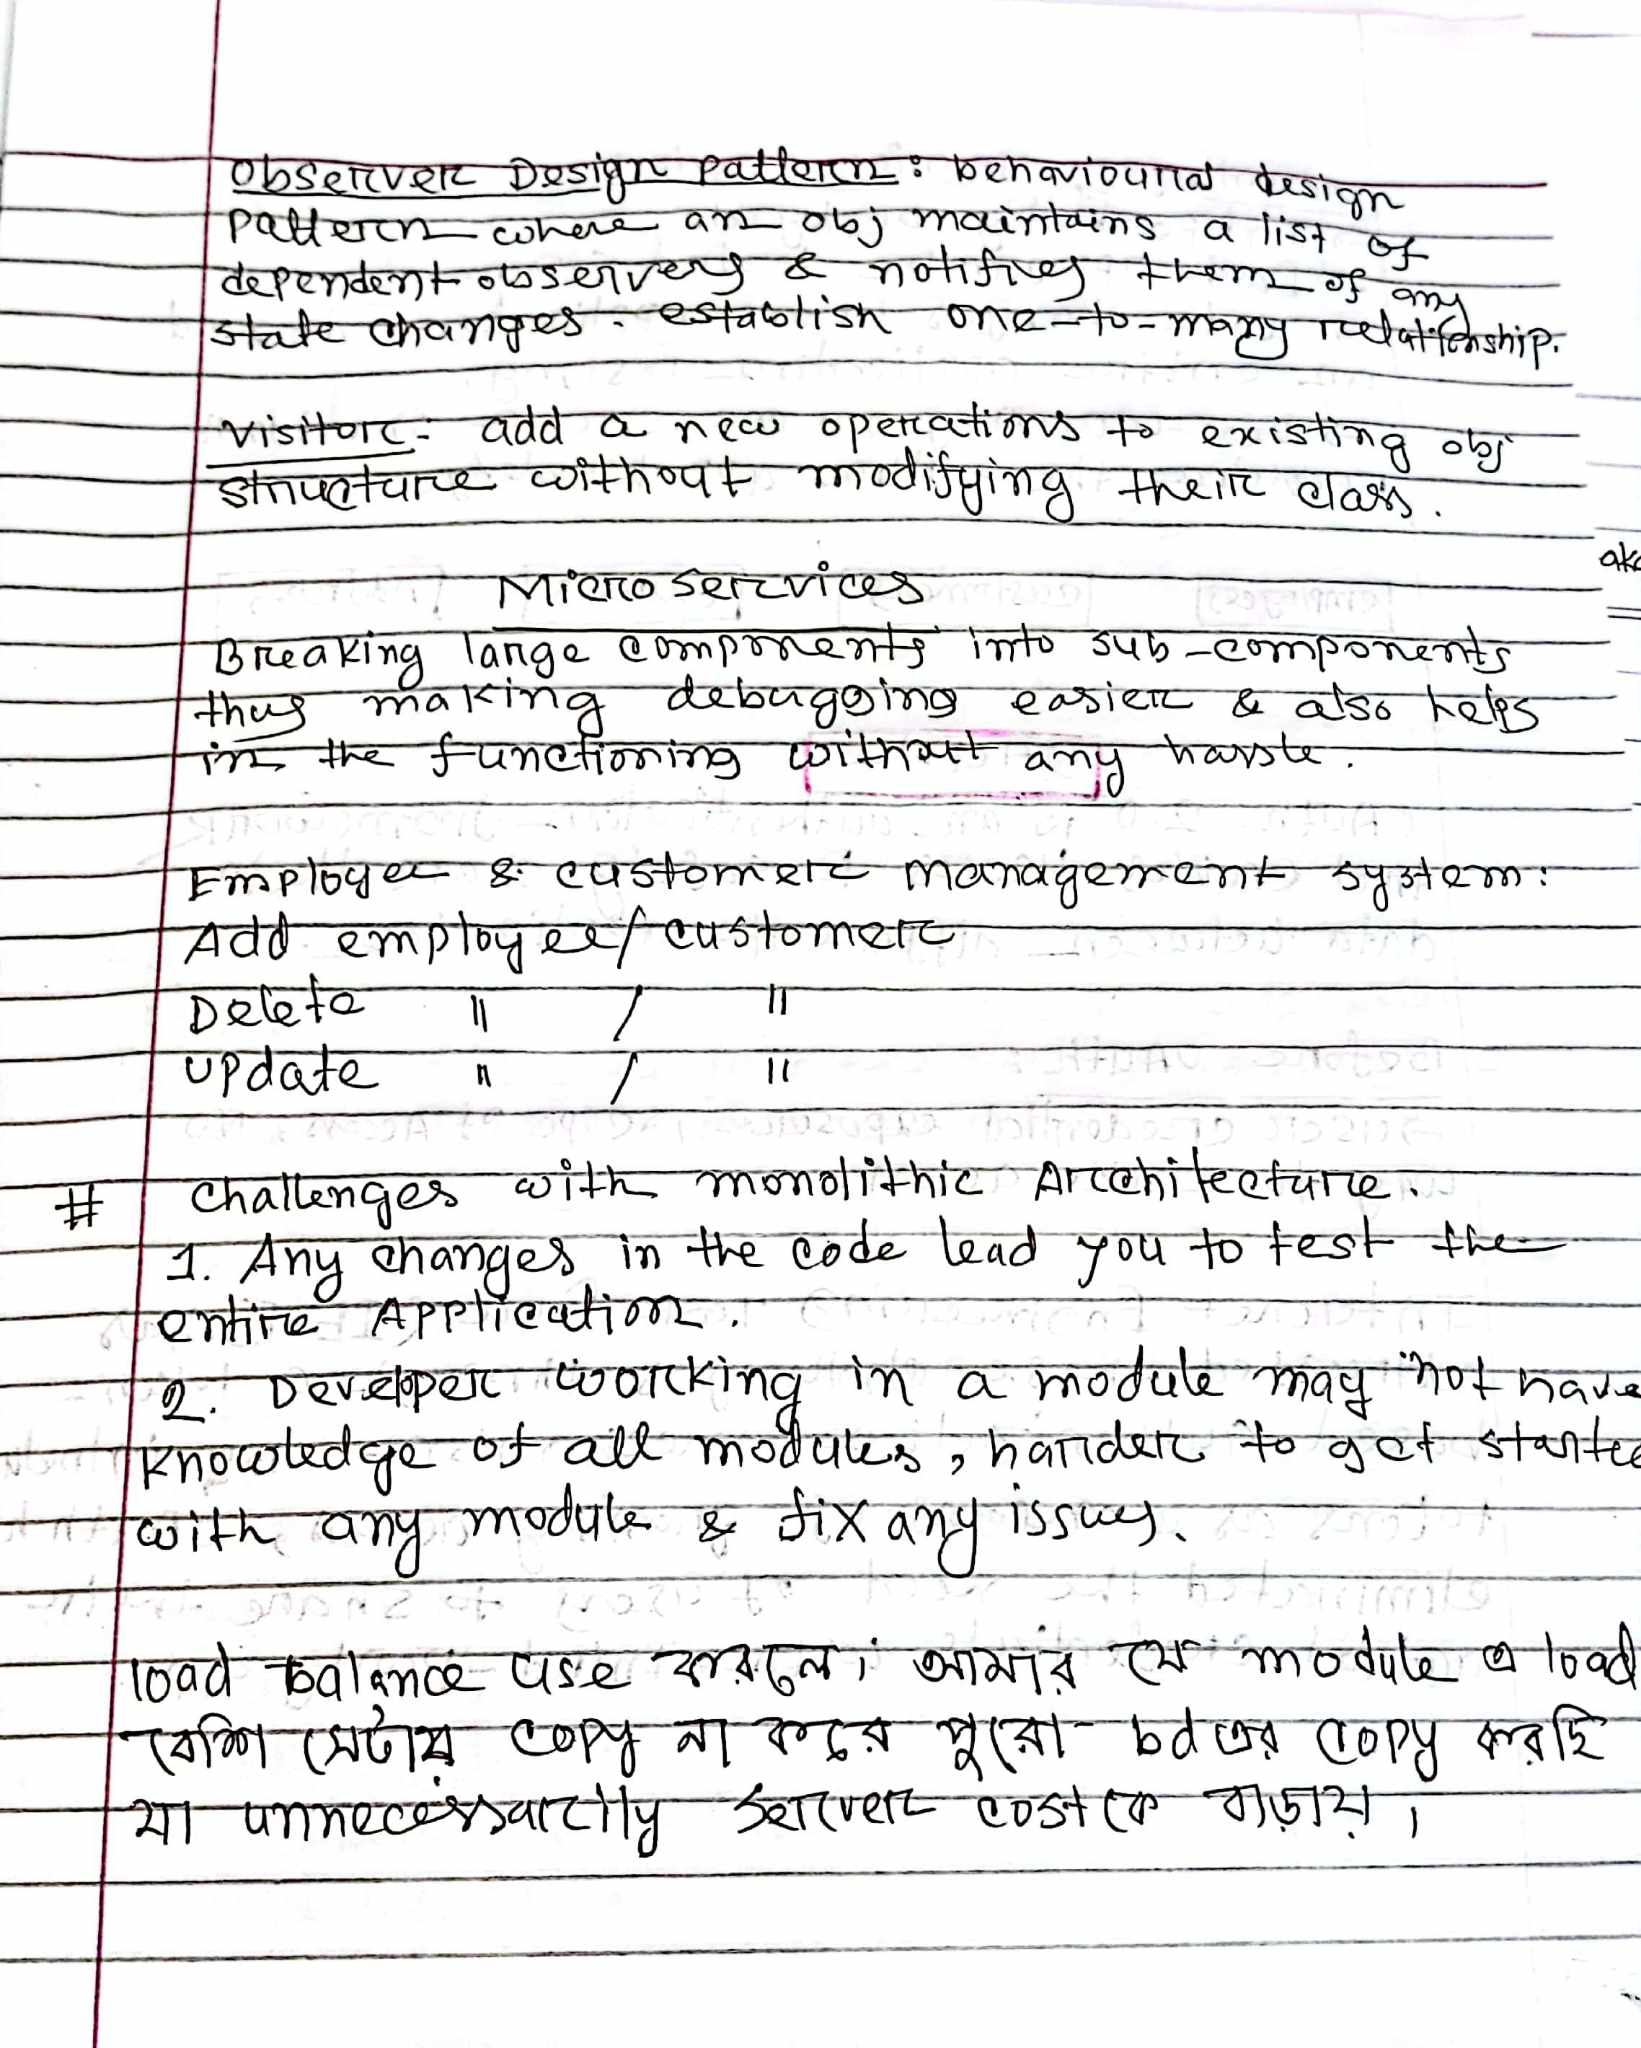 Observer Design Pattern: behavioural design
Pattern where an obj maintains a list of
dependent observers & notifies them of any
state changes. establish one-to-many relationship.
Visitor: add a new operations to existing obj
structure without modifying their class.
ako
Microservices
Breaking large components into sub-components
thus making debugging easier & also helps
in the functioning without any hassle.
Employee & customer management system:
Add employee/customer
Delete " / "
update " / "
# Challenges with monolithic Architecture.
1. Any changes in the code lead you to test the
entire Application.
2. Developer working in a module may not have
knowledge of all modules, harder to get starte
with any module & fix any issues.
load balance use করলে। আমার যে module এ load
বেশি সেটায় copy না করে পুরো bd এর copy করছি
যা unnecessarily server cost কে বাড়ায়।